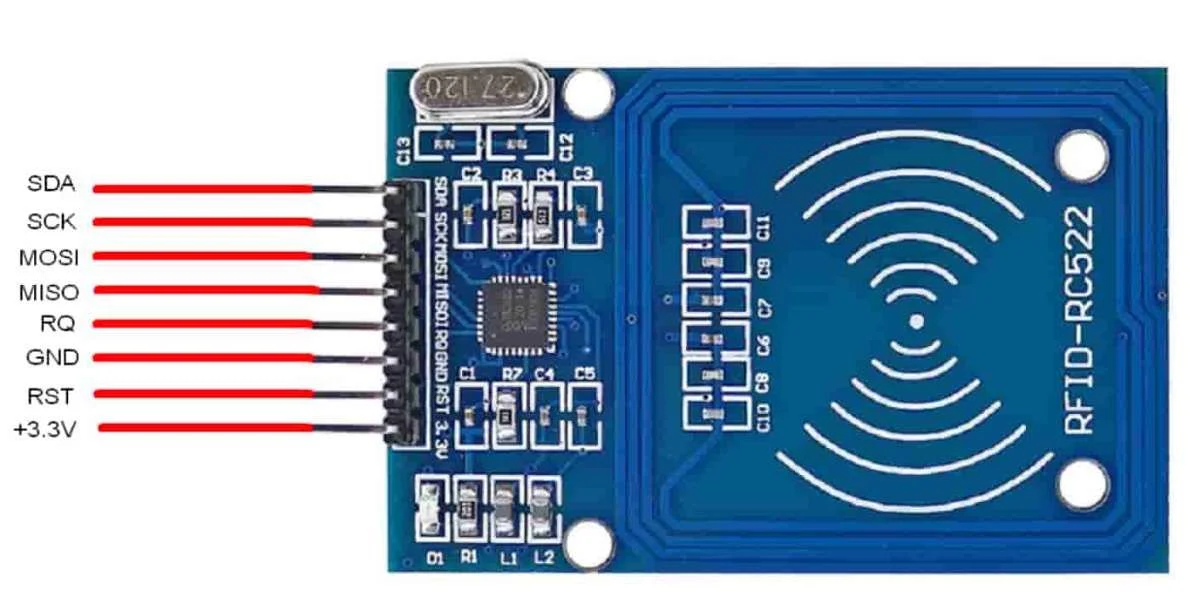 27.120
C13
C12
SDA
SCK
MOSI
MISO
RQ
GND
RST
+3.3V
SDA SCK MOSI MISO IRQ GND RST 3.3V
C2 R3 R4 C3
C1 R7 C4 C5
D1 R1 L1 L2
C11
C9
C7
C6
C8
C10
RFID-RC522